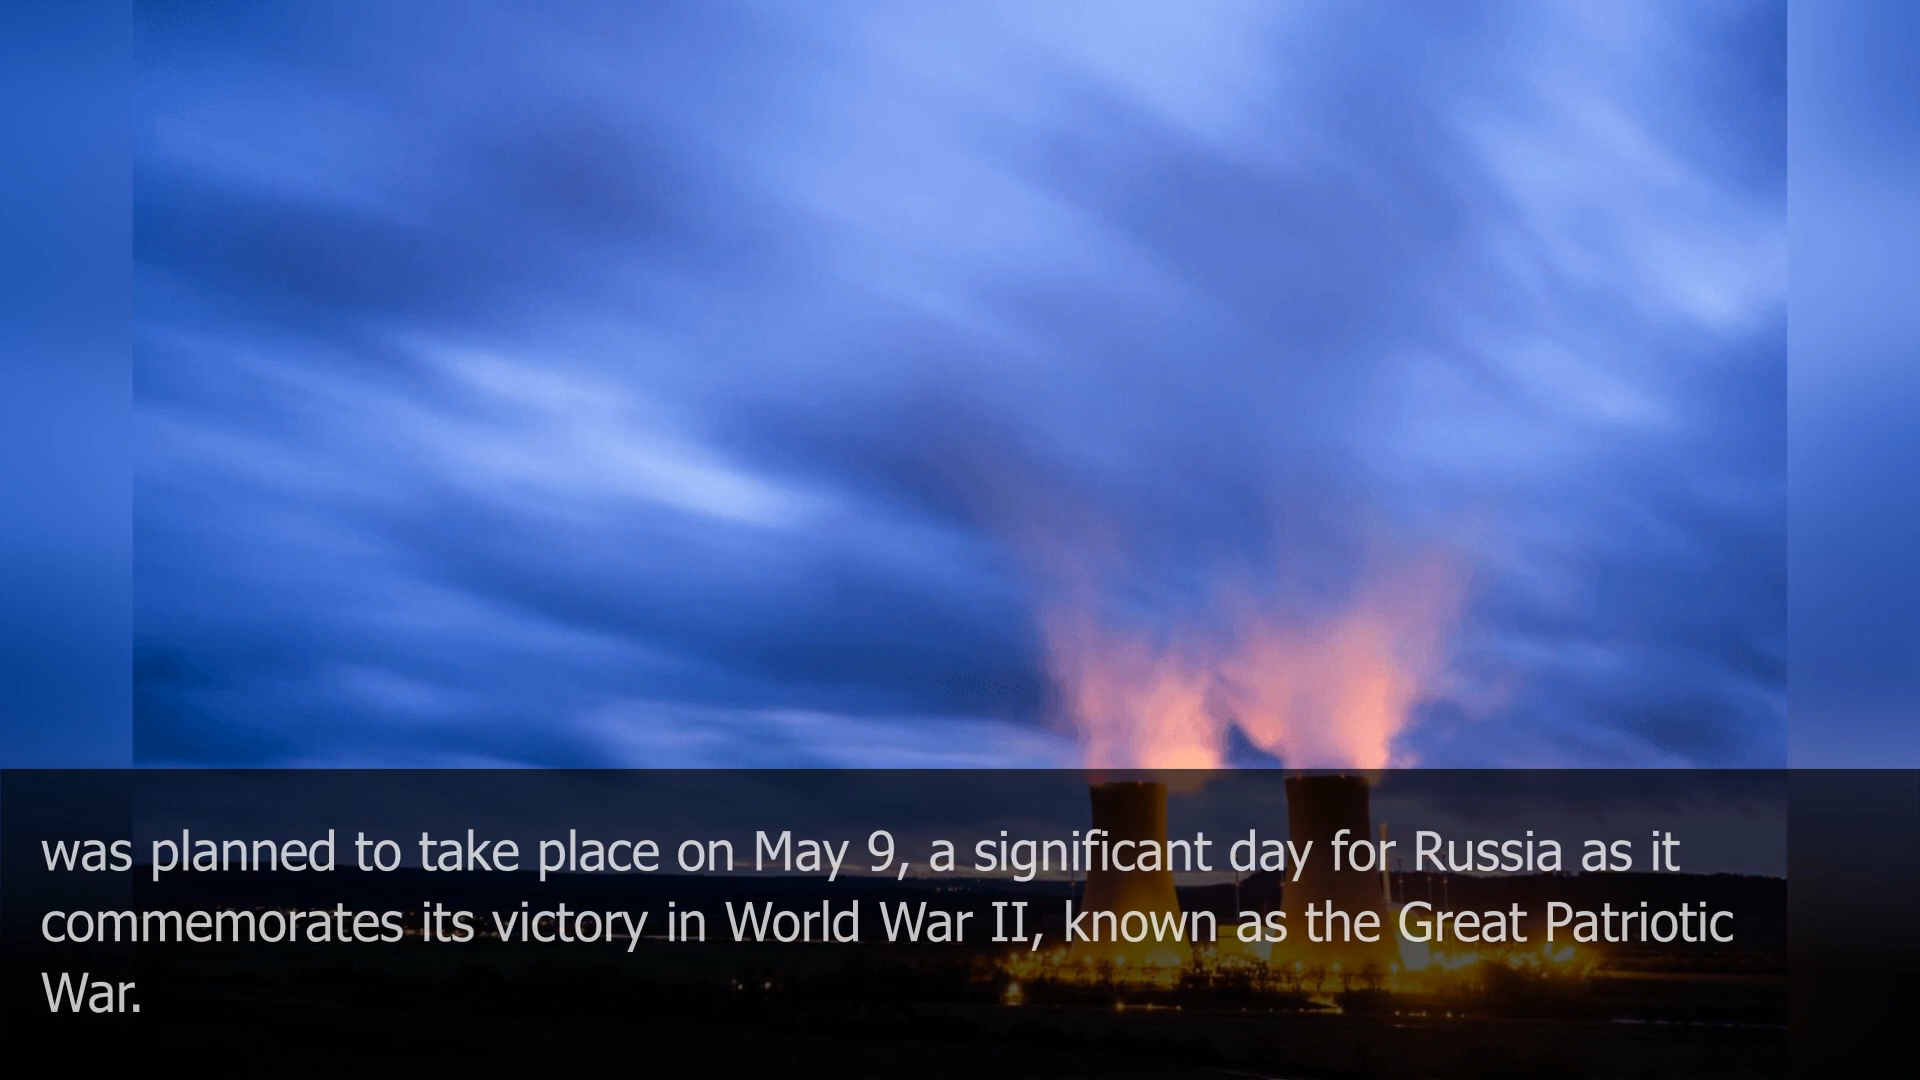 was planned to take place on May 9, a significant day for Russia as it
commemorates its victory in World War II, known as the Great Patriotic
War.